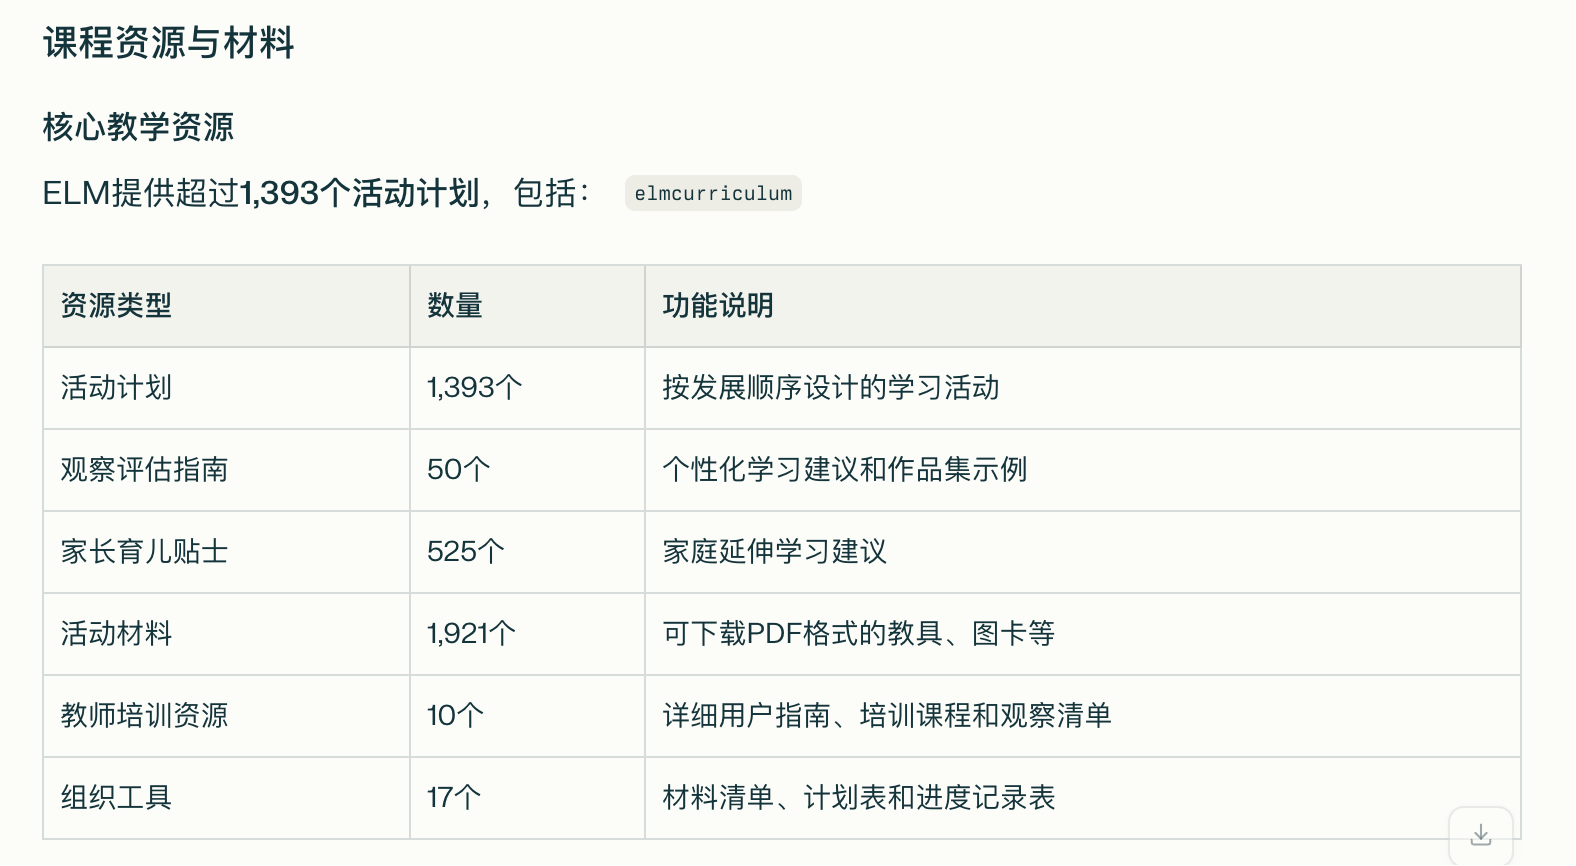 课程资源与材料
核心教学资源
ELM提供超过1,393个活动计划，包括： elmcurriculum
资源类型 数量 功能说明
活动计划 1,393个 按发展顺序设计的学习活动
观察评估指南 50个 个性化学习建议和作品集示例
家长育儿贴士 525个 家庭延伸学习建议
活动材料 1,921个 可下载PDF格式的教具、图卡等
教师培训资源 10个 详细用户指南、培训课程和观察清单
组织工具 17个 材料清单、计划表和进度记录表